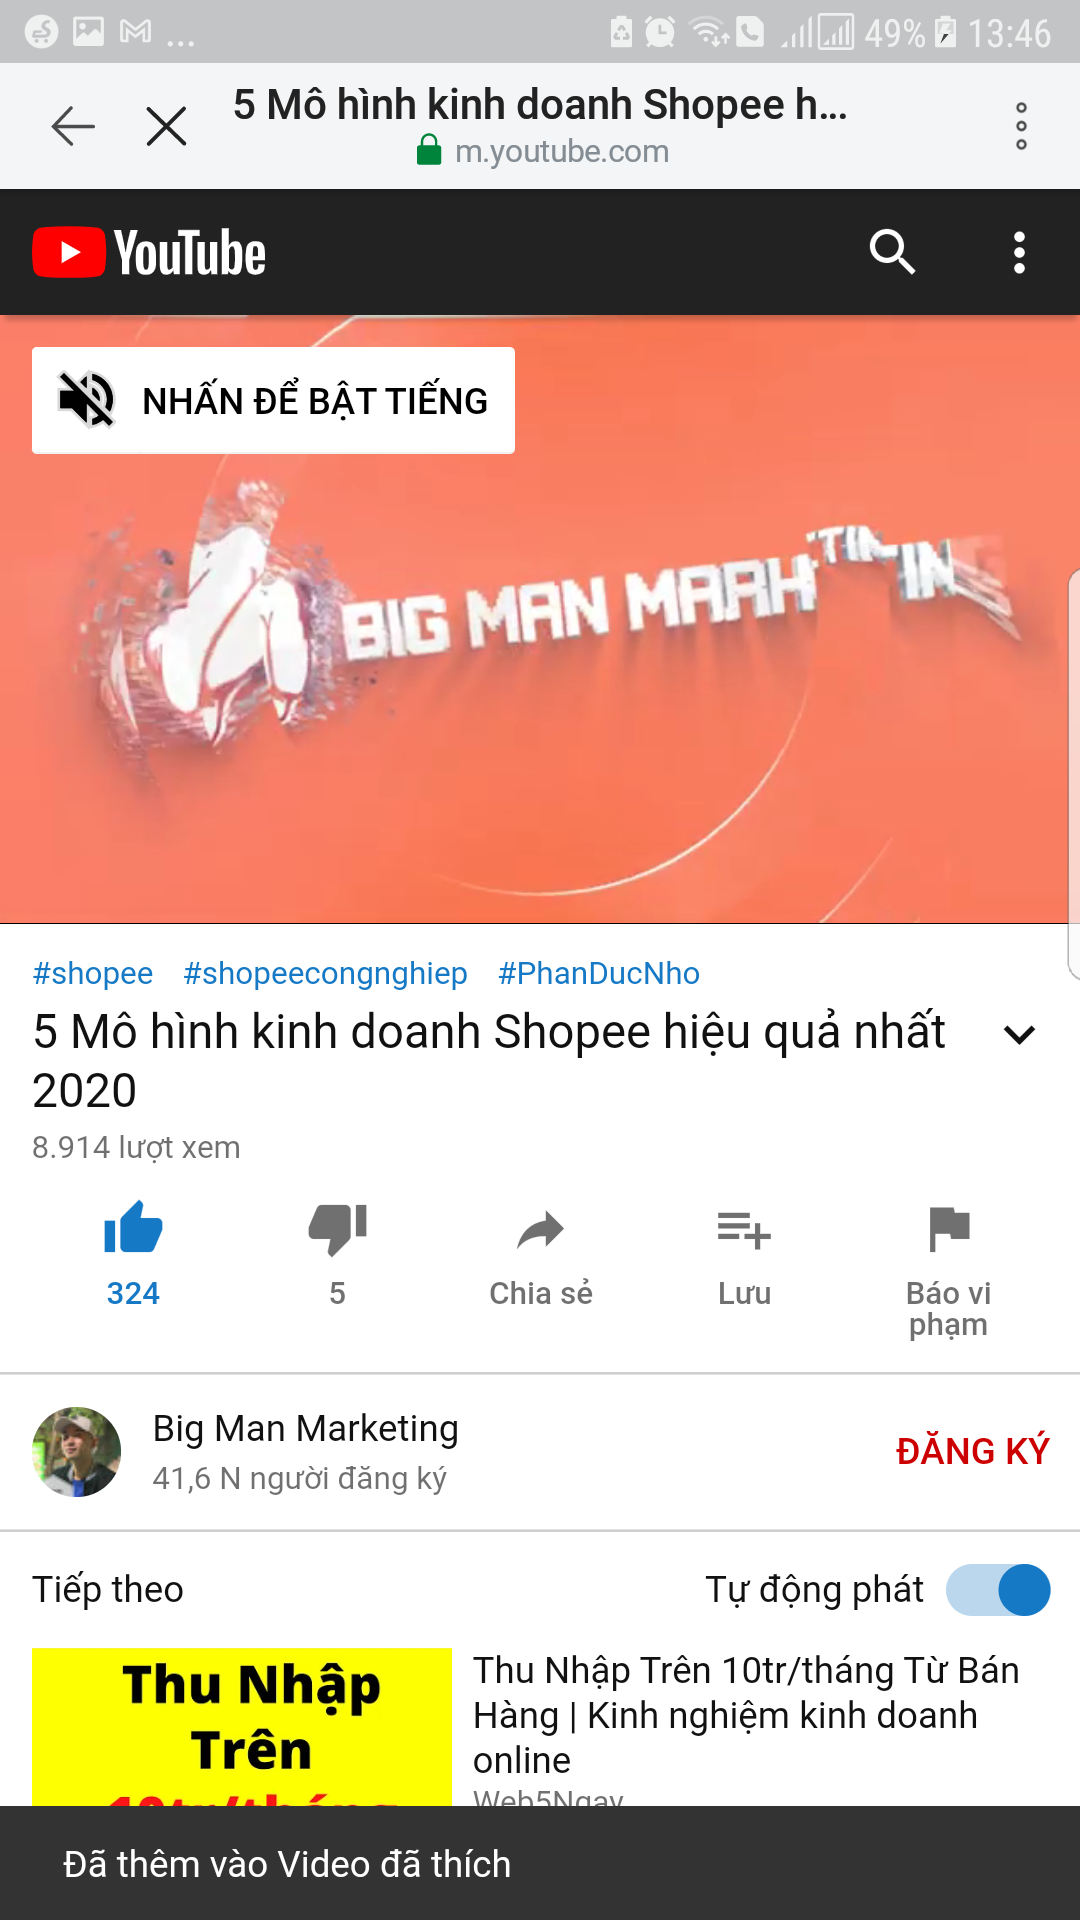 49% 13:46
5 Mô hình kinh doanh Shopee h...
m.youtube.com
YouTube
NHẤN ĐỂ BẬT TIẾNG
BIG MAN
#shopee #shopeecongnghiep #PhanDucNho
5 Mô hình kinh doanh Shopee hiệu quả nhất
2020
8.914 lượt xem
324 5 Chia sẻ Lưu Báo vi
phạm
Big Man Marketing
41,6 N người đăng ký
ĐĂNG KÝ
Tiếp theo Tự động phát
Thu Nhập
Trên
10tr/tháng
Thu Nhập Trên 10tr/tháng Từ Bán
Hàng | Kinh nghiệm kinh doanh
online
Web5Ngay
Đã thêm vào Video đã thích